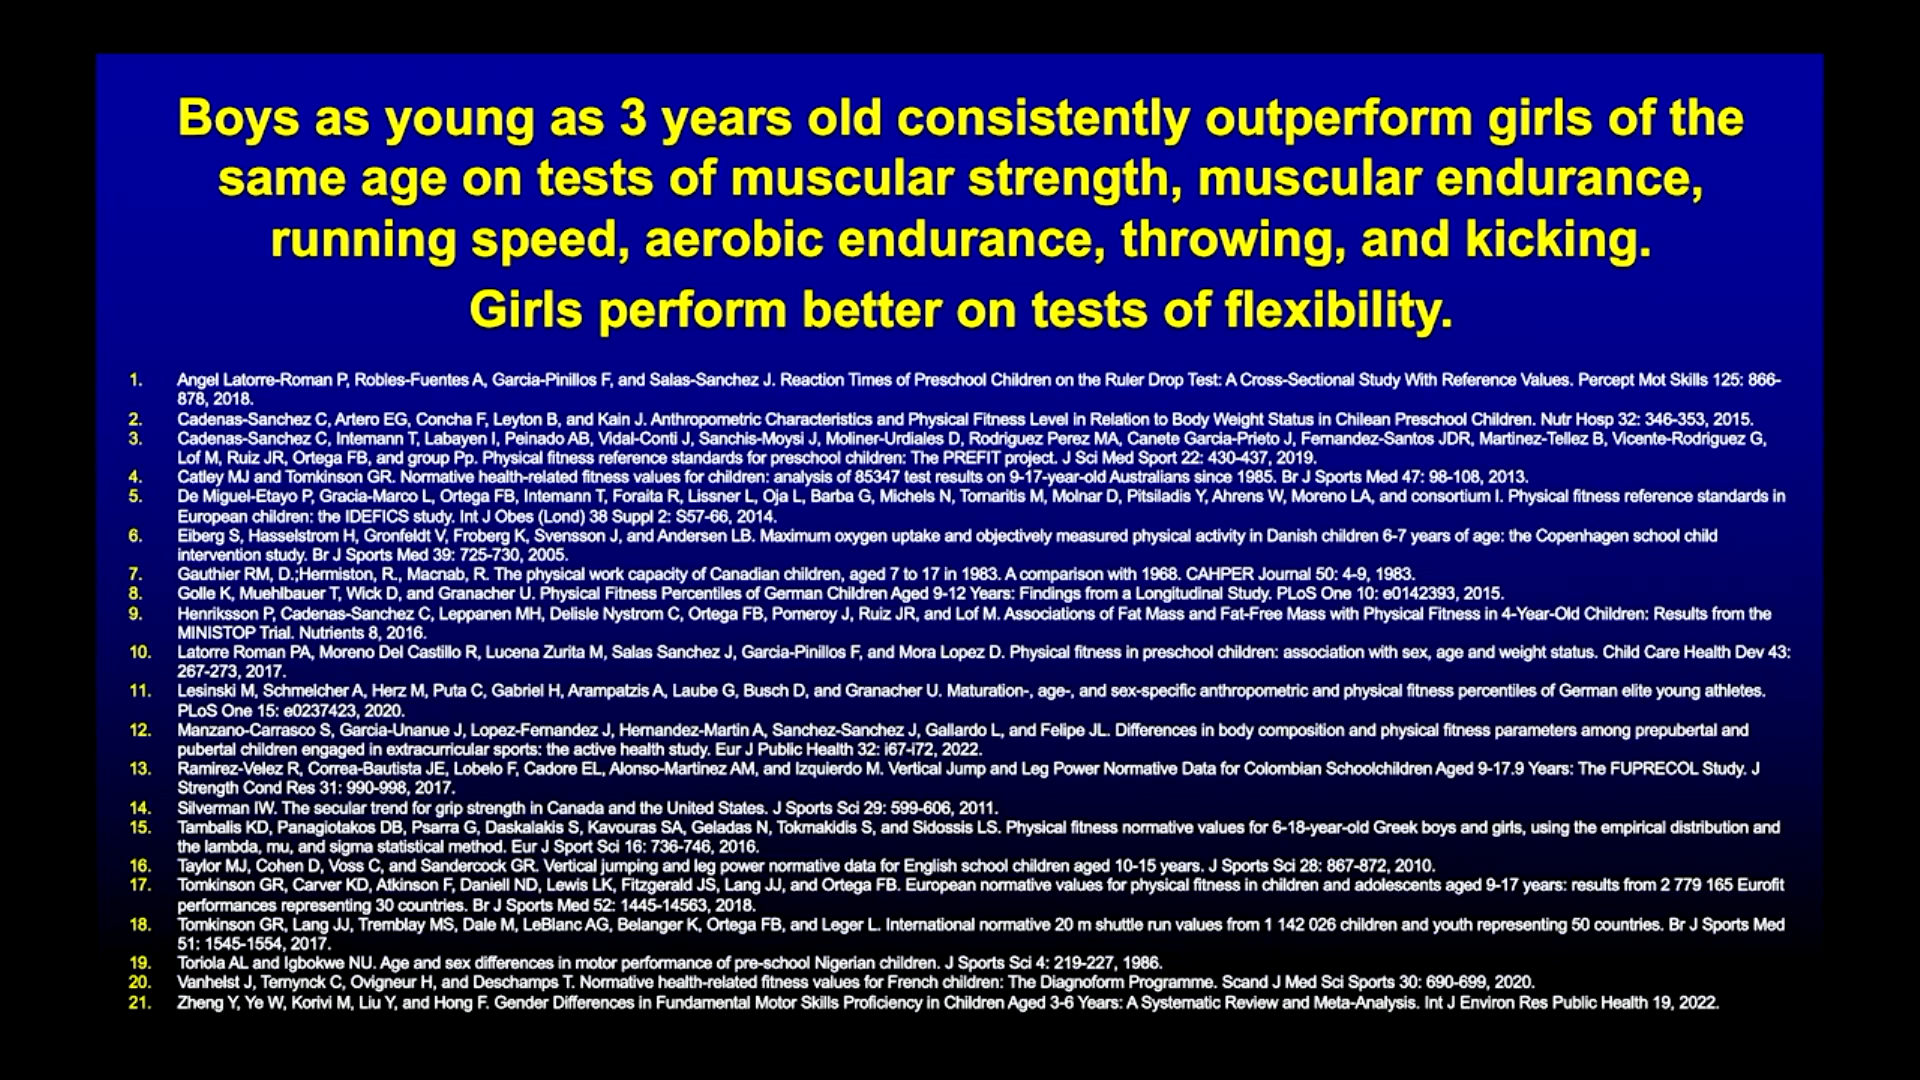 Boys as young as 3 years old consistently outperform girls of the
same age on tests of muscular strength, muscular endurance,
running speed, aerobic endurance, throwing, and kicking.
Girls perform better on tests of flexibility.
1. Angel Latorre-Roman P, Robles-Fuentes A, Garcia-Pinillos F, and Salas-Sanchez J. Reaction Times of Preschool Children on the Ruler Drop Test: A Cross-Sectional Study With Reference Values. Percept Mot Skills 125: 866-
878, 2018.
2. Cadenas-Sanchez C, Artero EG, Concha F, Leyton B, and Kain J. Anthropometric Characteristics and Physical Fitness Level in Relation to Body Weight Status in Chilean Preschool Children. Nutr Hosp 32: 346-353, 2015.
3. Cadenas-Sanchez C, Intemann T, Labayen I, Peinado AB, Vidal-Conti J, Sanchis-Moysi J, Moliner-Urdiales D, Rodriguez Perez MA, Canete Garcia-Prieto J, Fernandez-Santos JDR, Martinez-Tellez B, Vicente-Rodriguez G,
Lof M, Ruiz JR, Ortega FB, and group Pp. Physical fitness reference standards for preschool children: The PREFIT project. J Sci Med Sport 22: 430-437, 2019.
4. Catley MJ and Tomkinson GR. Normative health-related fitness values for children: analysis of 85347 test results on 9-17-year-old Australians since 1985. Br J Sports Med 47: 98-108, 2013.
5. De Miguel-Etayo P, Gracia-Marco L, Ortega FB, Intemann T, Foraita R, Lissner L, Oja L, Barba G, Michels N, Tornaritis M, Molnar D, Pitsiladis Y, Ahrens W, Moreno LA, and consortium I. Physical fitness reference standards in
European children: the IDEFICS study. Int J Obes (Lond) 38 Suppl 2: S57-66, 2014.
6. Eiberg S, Hasselstrom H, Gronfeldt V, Froberg K, Svensson J, and Andersen LB. Maximum oxygen uptake and objectively measured physical activity in Danish children 6-7 years of age: the Copenhagen school child
intervention study. Br J Sports Med 39: 725-730, 2005.
7. Gauthier RM, D.;Hermiston, R., Macnab, R. The physical work capacity of Canadian children, aged 7 to 17 in 1983. A comparison with 1968. CAHPER Journal 50: 4-9, 1983.
8. Golle K, Muehlbauer T, Wick D, and Granacher U. Physical Fitness Percentiles of German Children Aged 9-12 Years: Findings from a Longitudinal Study. PLoS One 10: e0142393, 2015.
9. Henriksson P, Cadenas-Sanchez C, Leppanen MH, Delisle Nystrom C, Ortega FB, Pomeroy J, Ruiz JR, and Lof M. Associations of Fat Mass and Fat-Free Mass with Physical Fitness in 4-Year-Old Children: Results from the
MINISTOP Trial. Nutrients 8, 2016.
10. Latorre Roman PA, Moreno Del Castillo R, Lucena Zurita M, Salas Sanchez J, Garcia-Pinillos F, and Mora Lopez D. Physical fitness in preschool children: association with sex, age and weight status. Child Care Health Dev 43:
267-273, 2017.
11. Lesinski M, Schmelcher A, Herz M, Puta C, Gabriel H, Arampatzis A, Laube G, Busch D, and Granacher U. Maturation-, age-, and sex-specific anthropometric and physical fitness percentiles of German elite young athletes.
PLoS One 15: e0237423, 2020.
12. Manzano-Carrasco S, Garcia-Unanue J, Lopez-Fernandez J, Hernandez-Martin A, Sanchez-Sanchez J, Gallardo L, and Felipe JL. Differences in body composition and physical fitness parameters among prepubertal and
pubertal children engaged in extracurricular sports: the active health study. Eur J Public Health 32: i67-i72, 2022.
13. Ramirez-Velez R, Correa-Bautista JE, Lobelo F, Cadore EL, Alonso-Martinez AM, and Izquierdo M. Vertical Jump and Leg Power Normative Data for Colombian Schoolchildren Aged 9-17.9 Years: The FUPRECOL Study. J
Strength Cond Res 31: 990-998, 2017.
14. Silverman IW. The secular trend for grip strength in Canada and the United States. J Sports Sci 29: 599-606, 2011.
15. Tambalis KD, Panagiotakos DB, Psarra G, Daskalakis S, Kavouras SA, Geladas N, Tokmakidis S, and Sidossis LS. Physical fitness normative values for 6-18-year-old Greek boys and girls, using the empirical distribution and
the lambda, mu, and sigma statistical method. Eur J Sport Sci 16: 736-746, 2016.
16. Taylor MJ, Cohen D, Voss C, and Sandercock GR. Vertical jumping and leg power normative data for English school children aged 10-15 years. J Sports Sci 28: 867-872, 2010.
17. Tomkinson GR, Carver KD, Atkinson F, Daniell ND, Lewis LK, Fitzgerald JS, Lang JJ, and Ortega FB. European normative values for physical fitness in children and adolescents aged 9-17 years: results from 2 779 165 Eurofit
performances representing 30 countries. Br J Sports Med 52: 1445-14563, 2018.
18. Tomkinson GR, Lang JJ, Tremblay MS, Dale M, LeBlanc AG, Belanger K, Ortega FB, and Leger L. International normative 20 m shuttle run values from 1 142 026 children and youth representing 50 countries. Br J Sports Med
51: 1545-1554, 2017.
19. Toriola AL and Igbokwe NU. Age and sex differences in motor performance of pre-school Nigerian children. J Sports Sci 4: 219-227, 1986.
20. Vanhelst J, Ternynck C, Ovigneur H, and Deschamps T. Normative health-related fitness values for French children: The Diagnoform Programme. Scand J Med Sci Sports 30: 690-699, 2020.
21. Zheng Y, Ye W, Korivi M, Liu Y, and Hong F. Gender Differences in Fundamental Motor Skills Proficiency in Children Aged 3-6 Years: A Systematic Review and Meta-Analysis. Int J Environ Res Public Health 19, 2022.